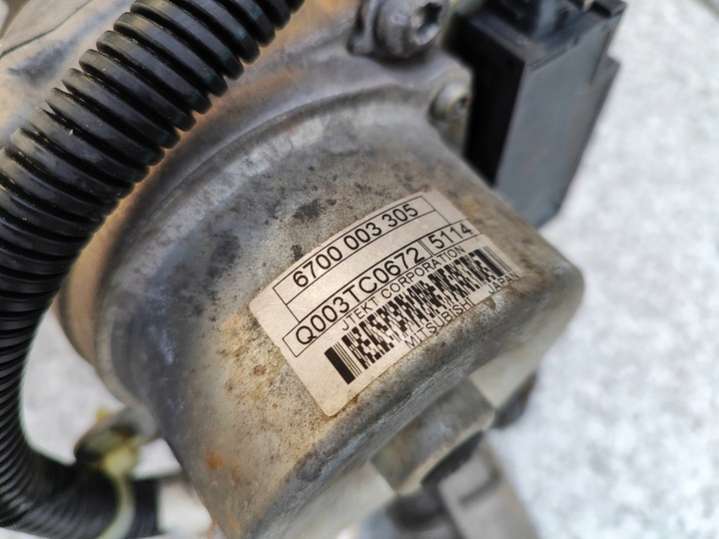 6700 003 305
Q003TC0672 5114
JTEKT CORPORATION
MITSUBISHI JAPAN